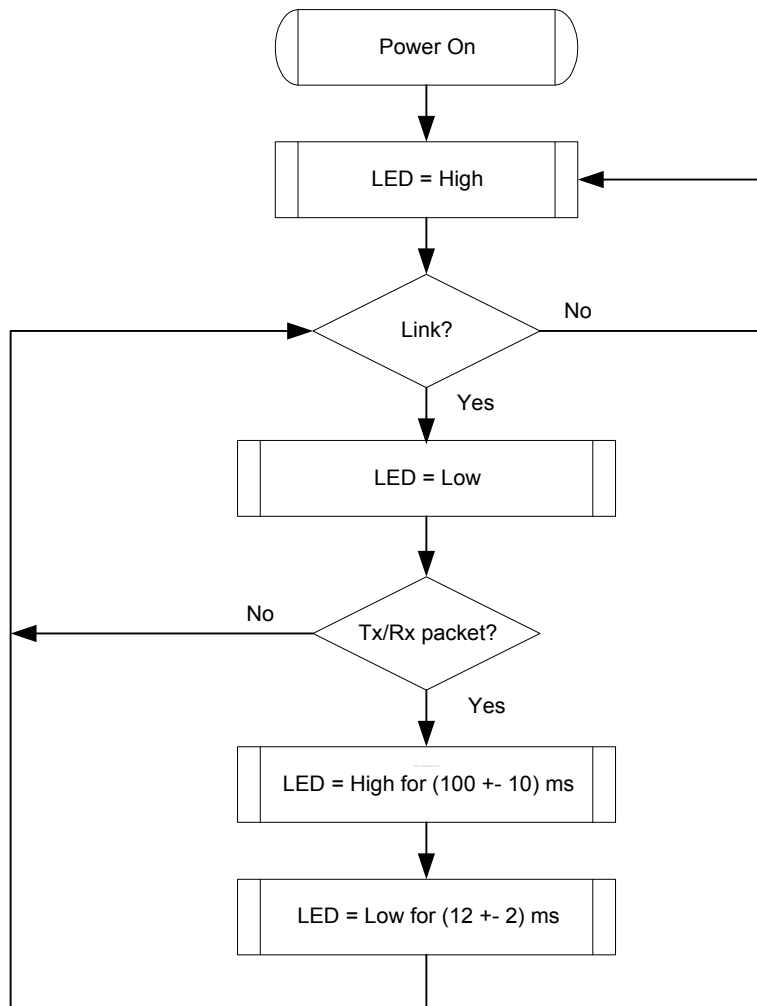 Power On
LED = High
Link?
No
Yes
LED = Low
No
Tx/Rx packet?
Yes
LED = High for (100 +- 10) ms
LED = Low for (12 +- 2) ms